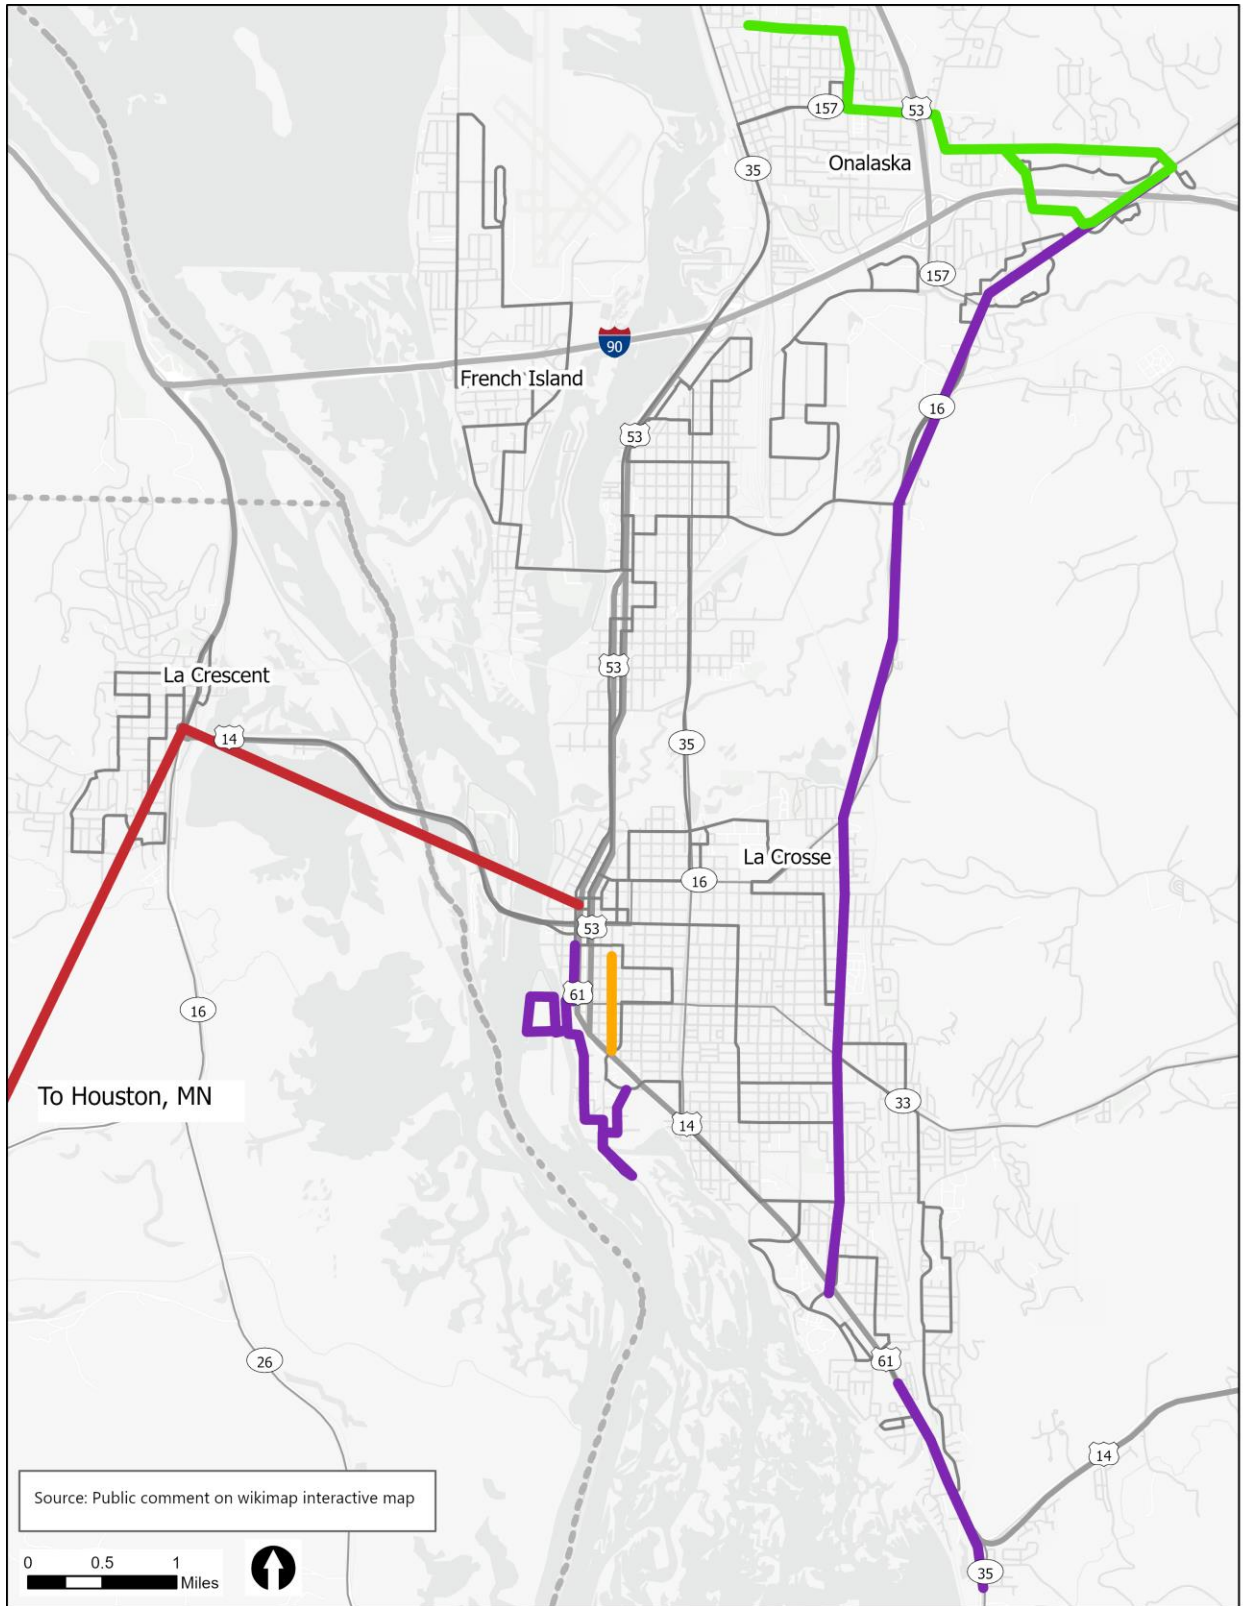 157
53
Onalaska
35
157
90
French Island
16
53
53
La Crescent
14
35
La Crosse
16
53
61
16
To Houston, MN
33
14
61
26
14
Source: Public comment on wikimap interactive map
0 0.5 1
Miles
35